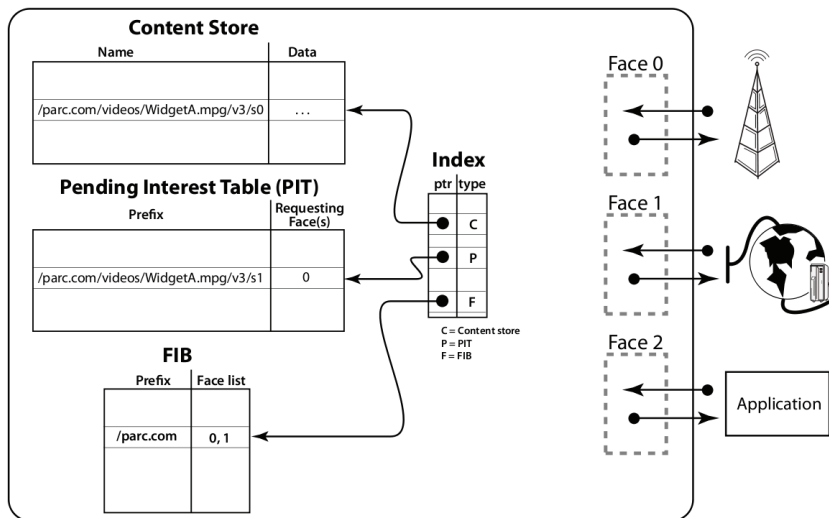 Content Store
Name Data
/parc.com/videos/WidgetA.mpg/v3/s0 ...
Pending Interest Table (PIT)
Prefix Requesting
Face(s)
/parc.com/videos/WidgetA.mpg/v3/s1 0
FIB
Prefix Face list
/parc.com 0, 1
Index
ptr type
C
P
F
C = Content store
P = PIT
F = FIB
Face 0
Face 1
Face 2
Application